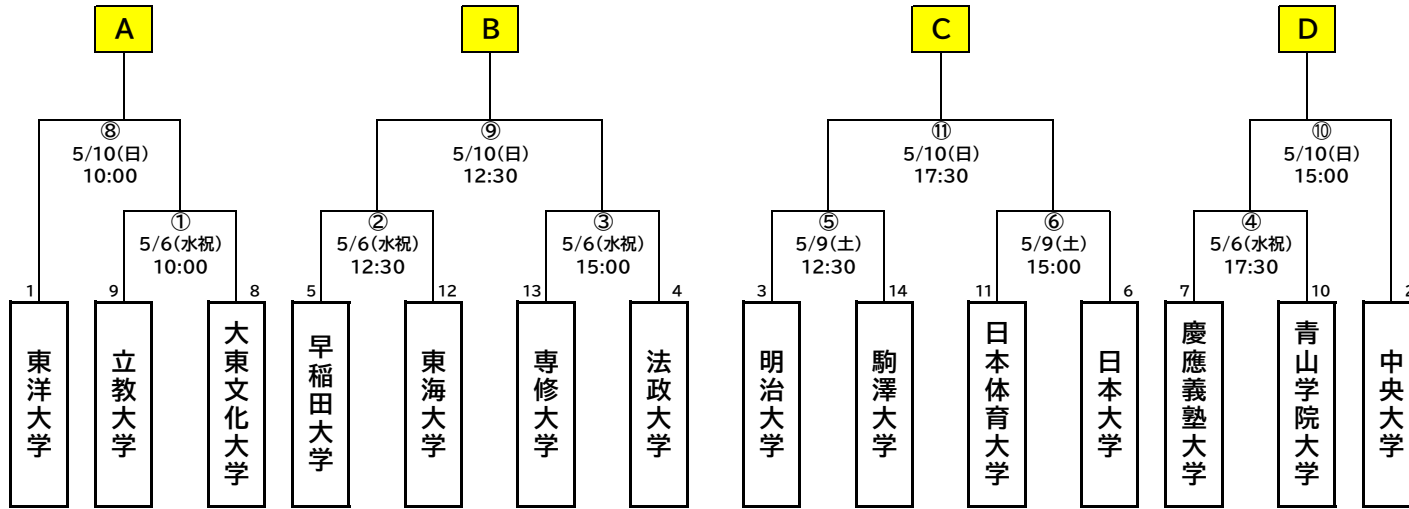 A
B
C
D
⑧
5/10(日)
10:00
⑨
5/10(日)
12:30
⑪
5/10(日)
17:30
⑩
5/10(日)
15:00
①
5/6(水祝)
10:00
②
5/6(水祝)
12:30
③
5/6(水祝)
15:00
⑤
5/9(土)
12:30
⑥
5/9(土)
15:00
④
5/6(水祝)
17:30
1
東洋大学
9
立教大学
8
大東文化大学
5
早稲田大学
12
東海大学
13
専修大学
4
法政大学
3
明治大学
14
駒澤大学
11
日本体育大学
6
日本大学
7
慶應義塾大学
10
青山学院大学
2
中央大学